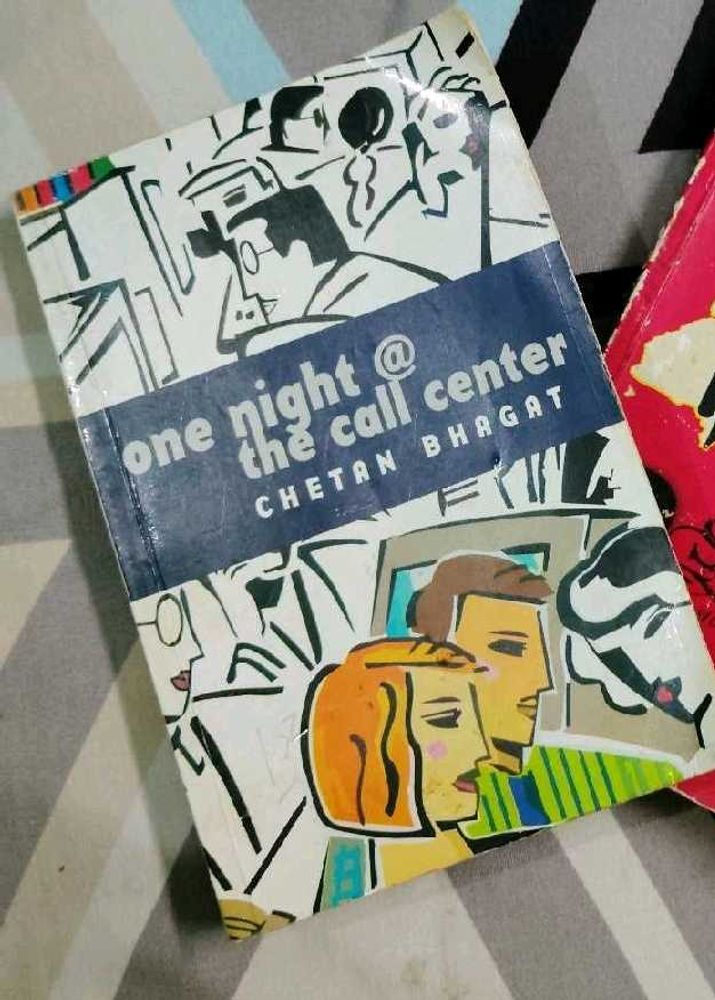 one night @
the call center
CHETAN BHAGAT